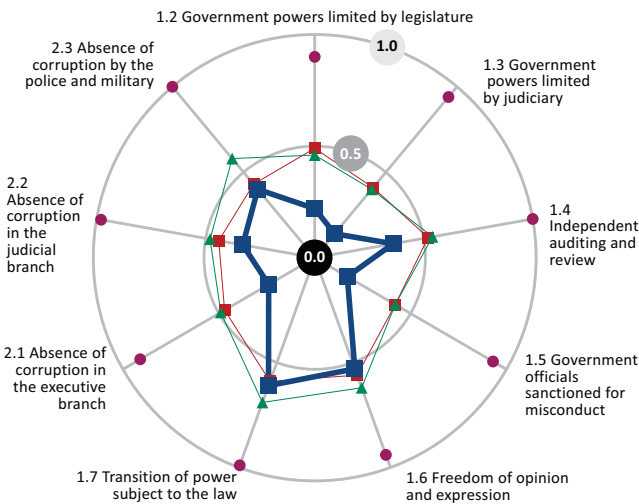 1.2 Government powers limited by legislature
2.3 Absence of
corruption by the
police and military
1.0
1.3 Government
powers limited
by judiciary
0.5
2.2
Absence of
corruption
in the
judicial
branch
1.4
Independent
auditing and
review
0.0
2.1 Absence of
corruption in
the executive
branch
1.5 Government
officials
sanctioned for
misconduct
1.7 Transition of power
subject to the law
1.6 Freedom of opinion
and expression